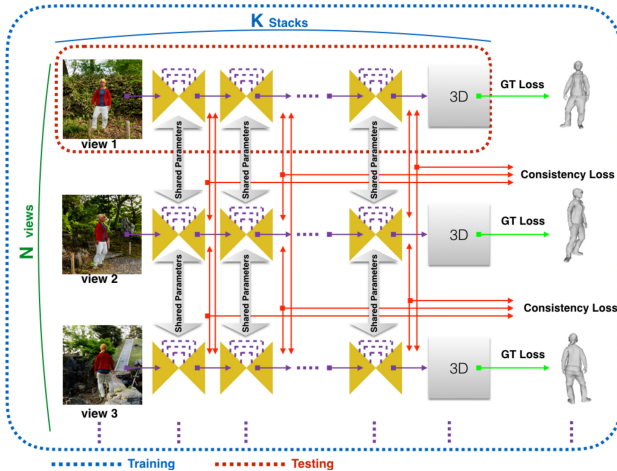 K Stacks
N views
view 1
Shared Parameters
Shared Parameters
Shared Parameters
3D
GT Loss
Consistency Loss
view 2
3D
GT Loss
Shared Parameters
Shared Parameters
Shared Parameters
Consistency Loss
view 3
3D
GT Loss
Training
Testing